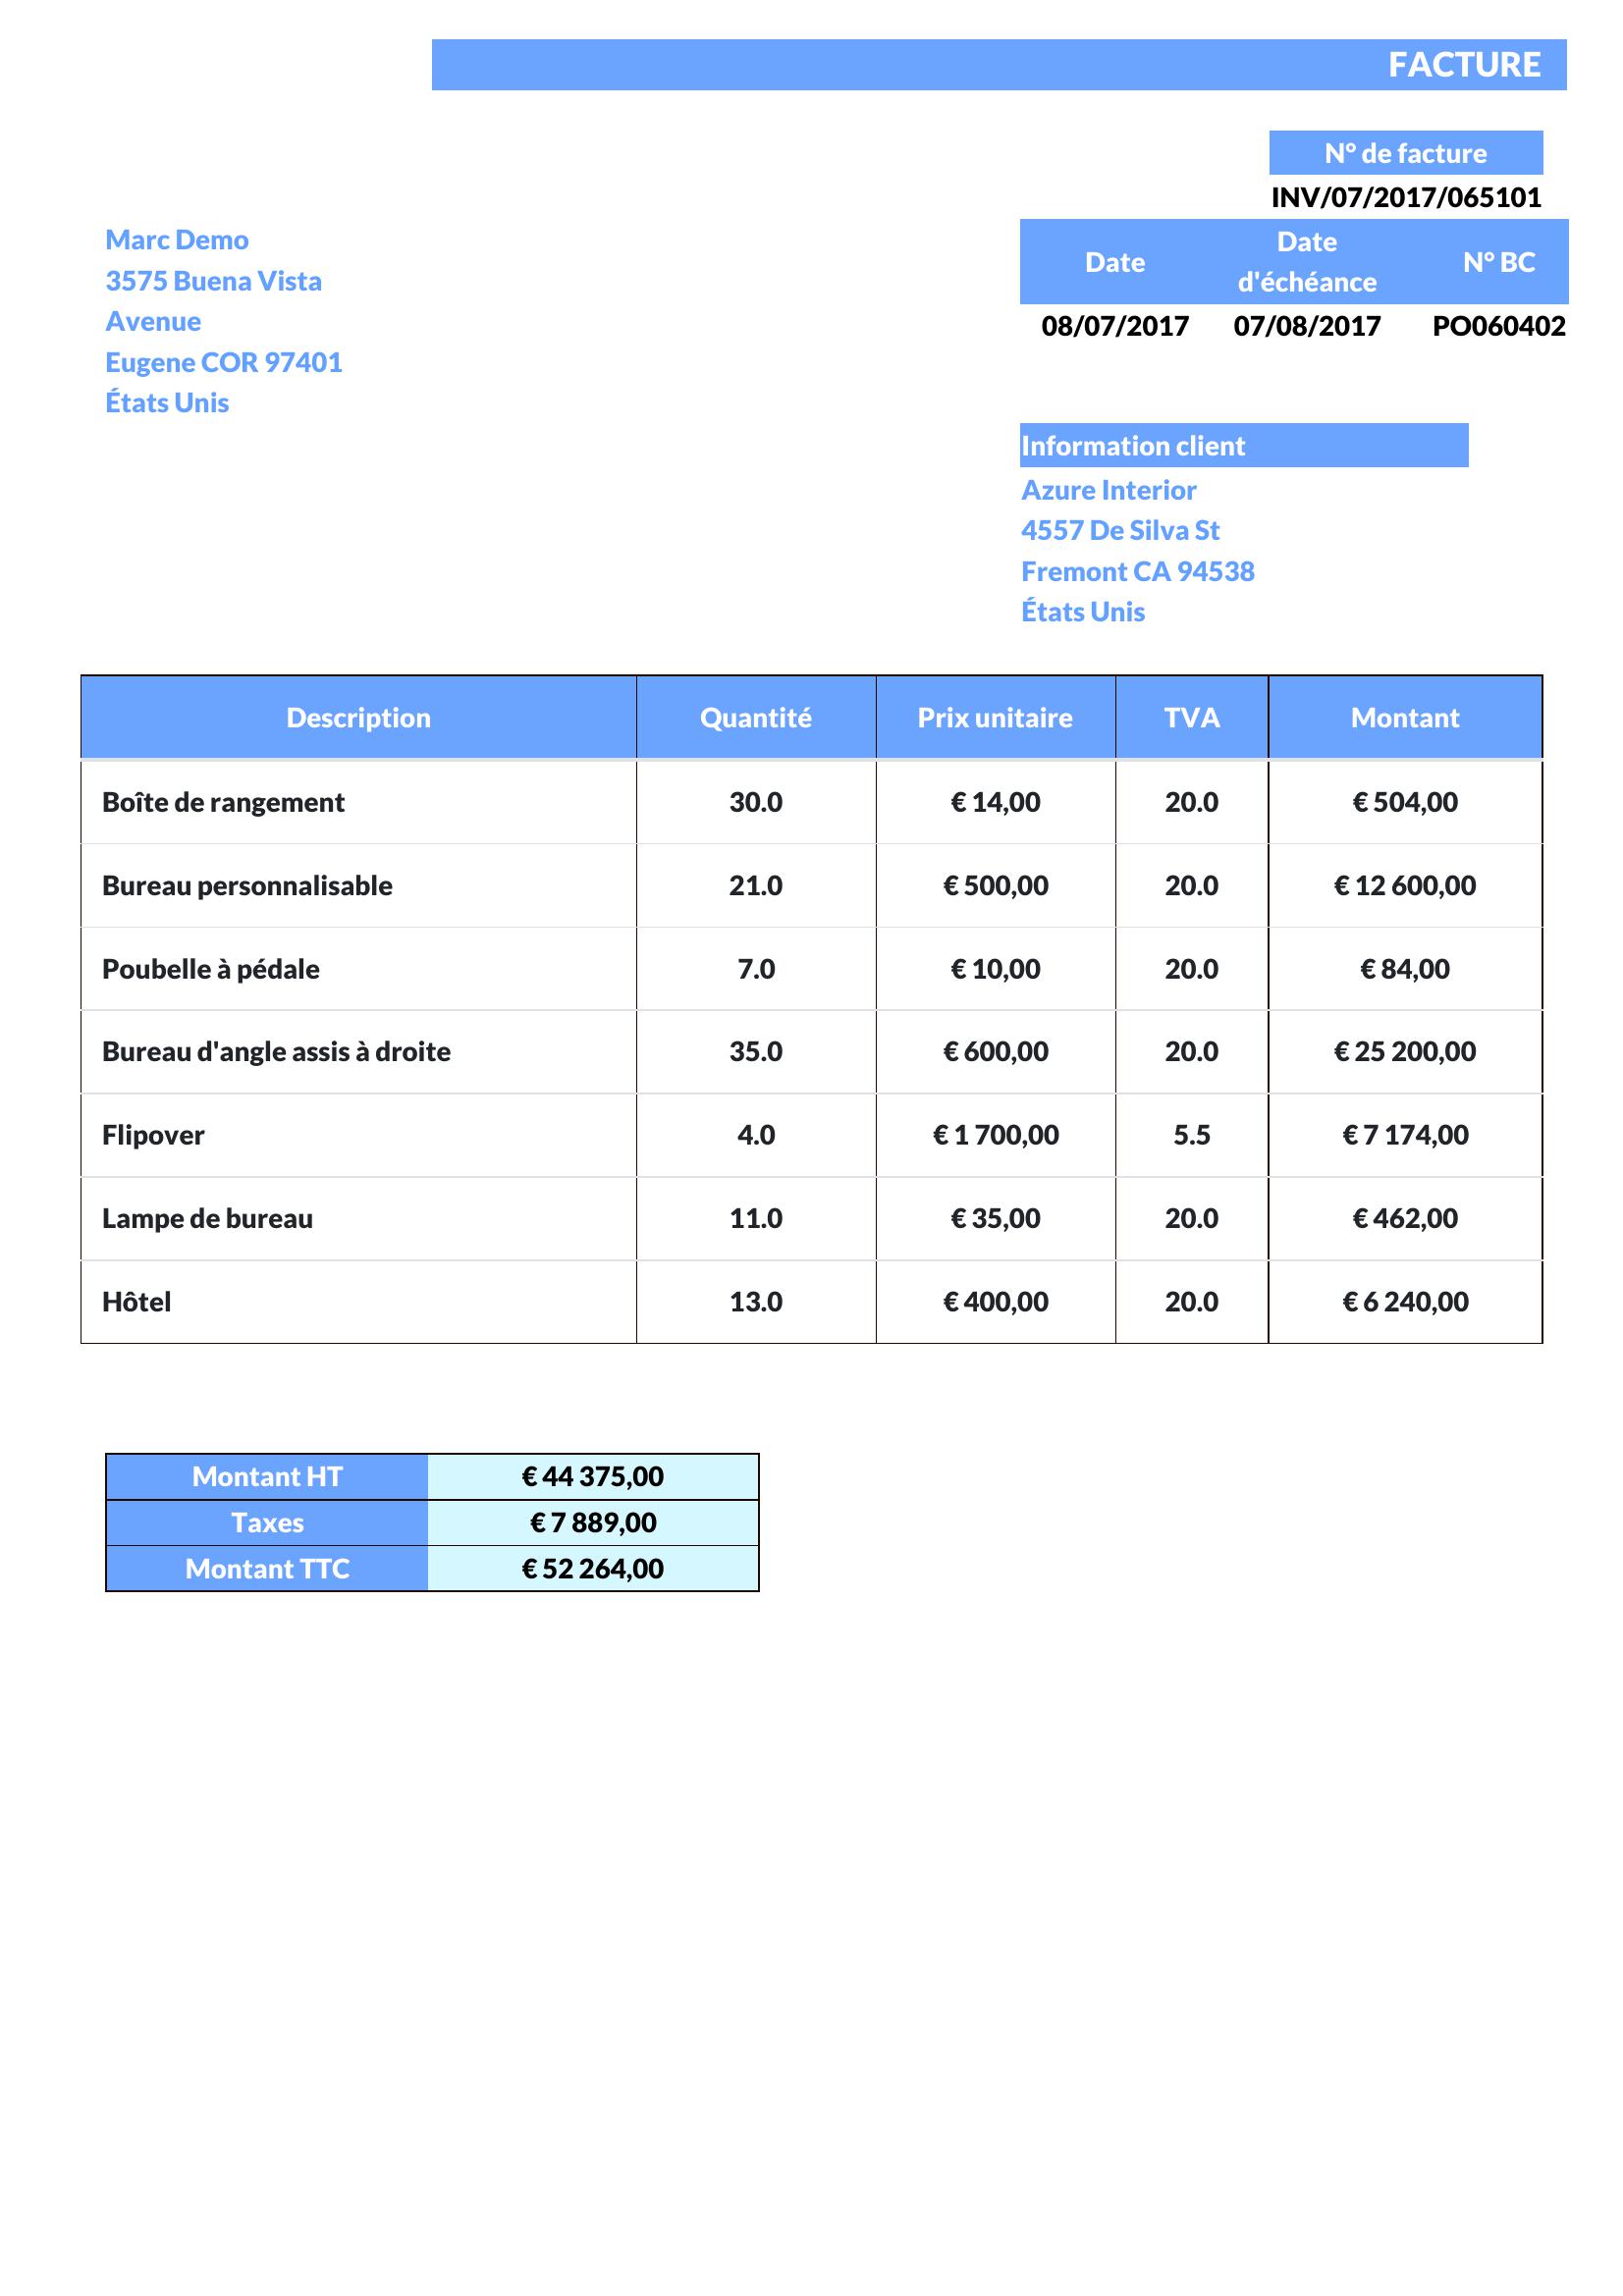 FACTURE
N° de facture
INV/07/2017/065101
Marc Demo
3575 Buena Vista
Avenue
Eugene COR 97401
États Unis
Date Date d'échéance N° BC
08/07/2017 07/08/2017 PO060402
Information client
Azure Interior
4557 De Silva St
Fremont CA 94538
États Unis
Description Quantité Prix unitaire TVA Montant
Boîte de rangement 30.0 € 14,00 20.0 € 504,00
Bureau personnalisable 21.0 € 500,00 20.0 € 12 600,00
Poubelle à pédale 7.0 € 10,00 20.0 € 84,00
Bureau d'angle assis à droite 35.0 € 600,00 20.0 € 25 200,00
Flipover 4.0 € 1 700,00 5.5 € 7 174,00
Lampe de bureau 11.0 € 35,00 20.0 € 462,00
Hôtel 13.0 € 400,00 20.0 € 6 240,00
Montant HT € 44 375,00
Taxes € 7 889,00
Montant TTC € 52 264,00